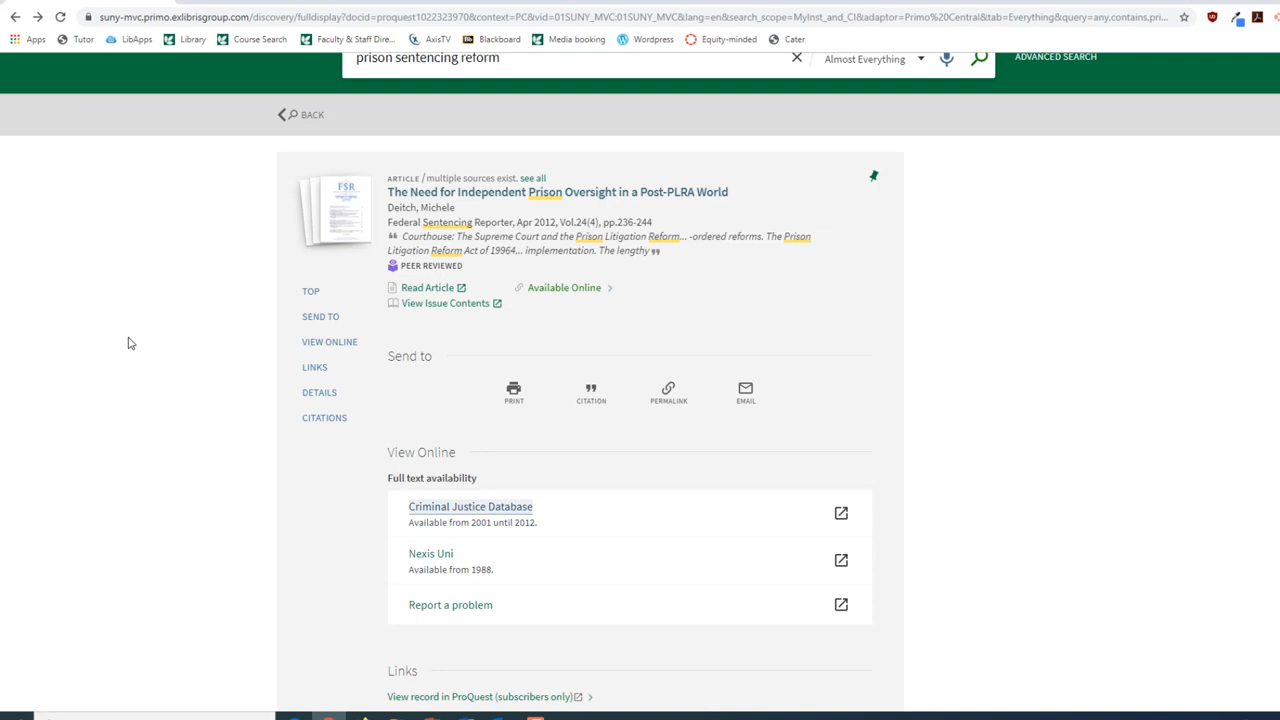 suny-mvc.primo.exlibrisgroup.com/discovery/fulldisplay?docid=proquest1022323970&context=PC&vid=01SUNY_MVC:01SUNY_MVC&lang=en&search_scope=MyInst_and_CI&adaptor=Primo%20Central&tab=Everything&query=any.contains,pri...
Apps Tutor LibApps Library Course Search Faculty & Staff Dire... AxisTV Blackboard Media booking Wordpress Equity-minded Cater
prison sentencing reform Almost Everything ADVANCED SEARCH
BACK
ARTICLE / multiple sources exist. see all
FSR
The Need for Independent Prison Oversight in a Post-PLRA World
Deitch, Michele
Federal Sentencing Reporter, Apr 2012, Vol.24(4), pp.236-244
❝ Courthouse: The Supreme Court and the Prison Litigation Reform... -ordered reforms. The Prison
Litigation Reform Act of 19964... implementation. The lengthy ❞
PEER REVIEWED
Read Article Available Online
View Issue Contents
TOP
SEND TO
VIEW ONLINE
LINKS
DETAILS
CITATIONS
Send to
PRINT CITATION PERMALINK EMAIL
View Online
Full text availability
Criminal Justice Database
Available from 2001 until 2012.
Nexis Uni
Available from 1988.
Report a problem
Links
View record in ProQuest (subscribers only)